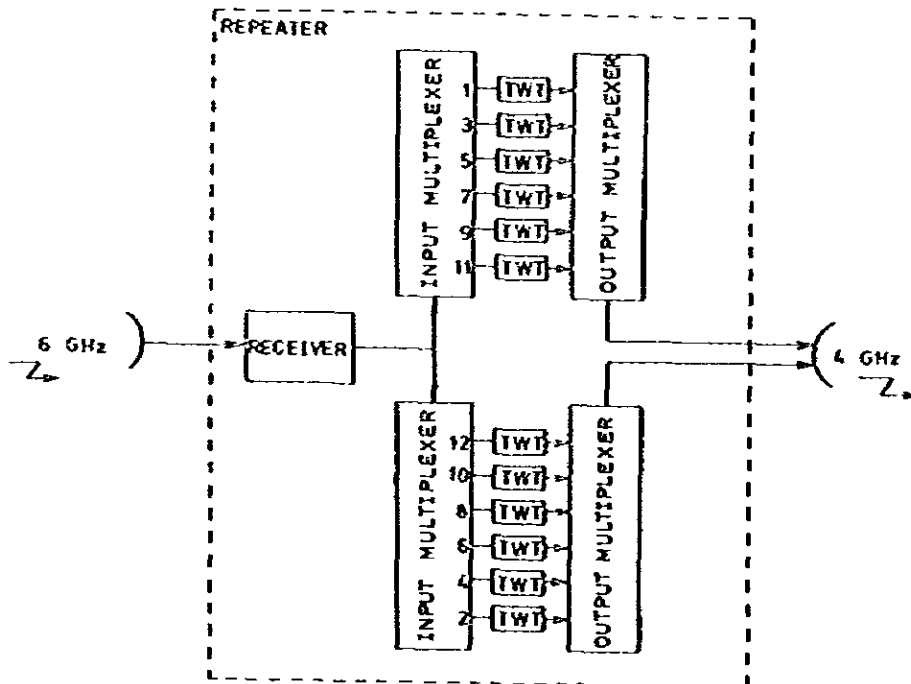 REPEATER
INPUT MULTIPLEXER
1 TWT
3 TWT
5 TWT
7 TWT
9 TWT
11 TWT
OUTPUT MULTIPLEXER
6 GHz
RECEIVER
4 GHz
INPUT MULTIPLEXER
12 TWT
10 TWT
8 TWT
6 TWT
4 TWT
2 TWT
OUTPUT MULTIPLEXER